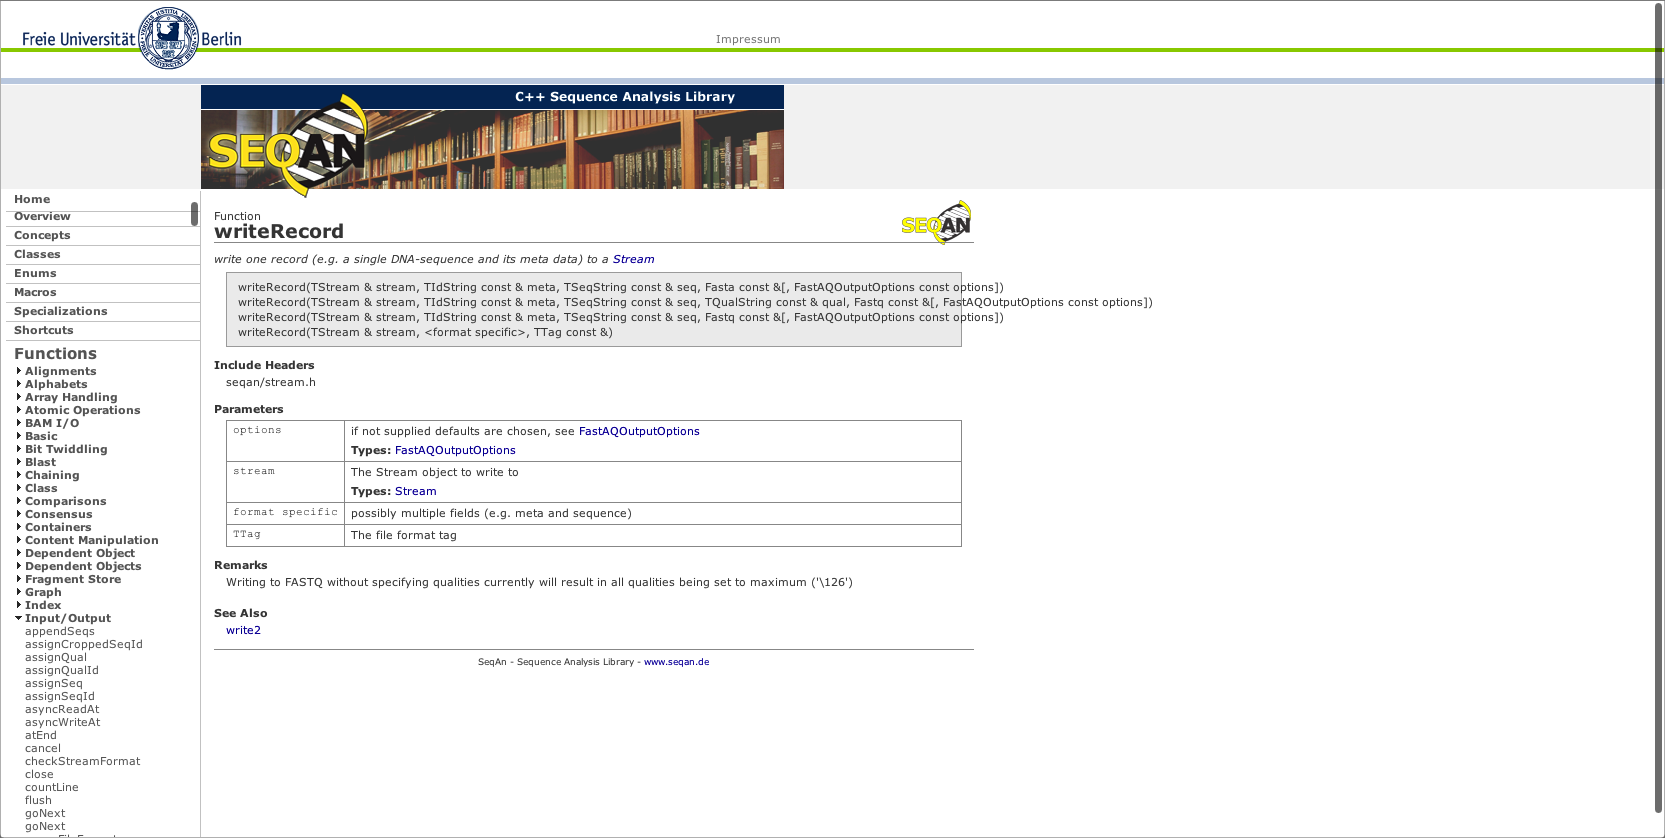 Freie Universität Berlin
Impressum
C++ Sequence Analysis Library
SEQAN
Home
Overview
Concepts
Classes
Enums
Macros
Specializations
Shortcuts
Functions
Alignments
Alphabets
Array Handling
Atomic Operations
BAM I/O
Basic
Bit Twiddling
Blast
Chaining
Class
Comparisons
Consensus
Containers
Content Manipulation
Dependent Object
Dependent Objects
Fragment Store
Graph
Index
Input/Output
appendSeqs
assignCroppedSeqId
assignQual
assignQualId
assignSeq
assignSeqId
asyncReadAt
asyncWriteAt
atEnd
cancel
checkStreamFormat
close
countLine
flush
goNext
goNext
Function
writeRecord
SEQAN
write one record (e.g. a single DNA-sequence and its meta data) to a Stream
writeRecord(TStream & stream, TIdString const & meta, TSeqString const & seq, Fasta const &[, FastAQOutputOptions const options])
writeRecord(TStream & stream, TIdString const & meta, TSeqString const & seq, TQualString const & qual, Fastq const &[, FastAQOutputOptions const options])
writeRecord(TStream & stream, TIdString const & meta, TSeqString const & seq, Fastq const &[, FastAQOutputOptions const options])
writeRecord(TStream & stream, <format specific>, TTag const &)
Include Headers
seqan/stream.h
Parameters
options if not supplied defaults are chosen, see FastAQOutputOptions
Types: FastAQOutputOptions
stream The Stream object to write to
Types: Stream
format specific possibly multiple fields (e.g. meta and sequence)
TTag The file format tag
Remarks
Writing to FASTQ without specifying qualities currently will result in all qualities being set to maximum ('\126')
See Also
write2
SeqAn - Sequence Analysis Library - www.seqan.de